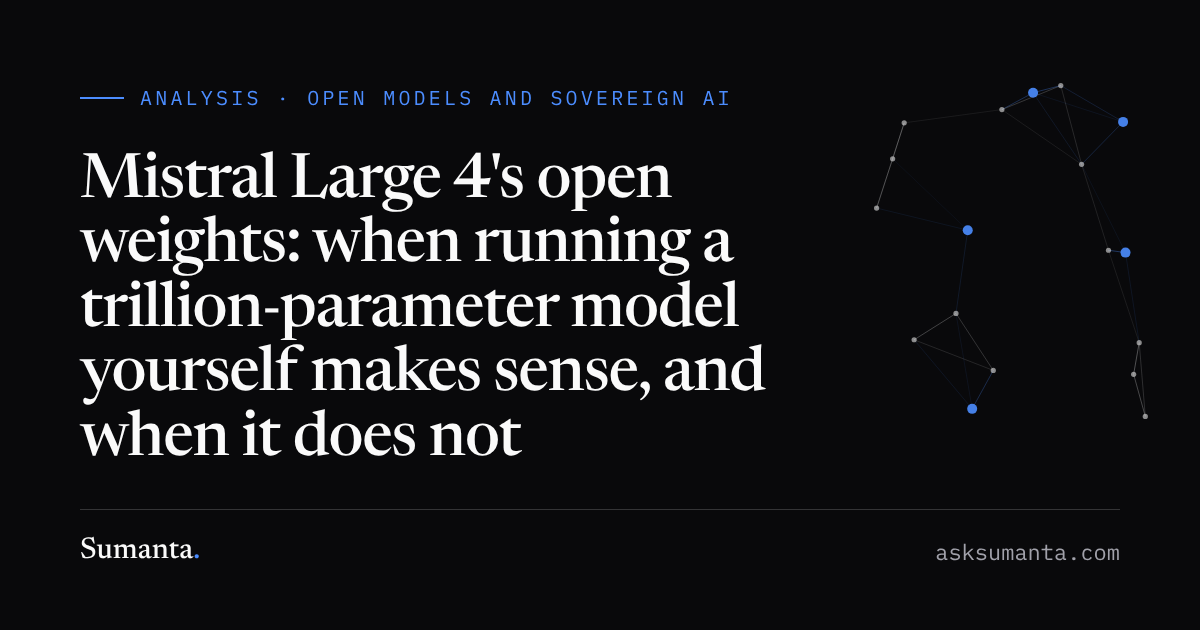 ANALYSIS · OPEN MODELS AND SOVEREIGN AI
Mistral Large 4's open
weights: when running a
trillion-parameter model
yourself makes sense, and
when it does not
Sumanta.
asksumanta.com